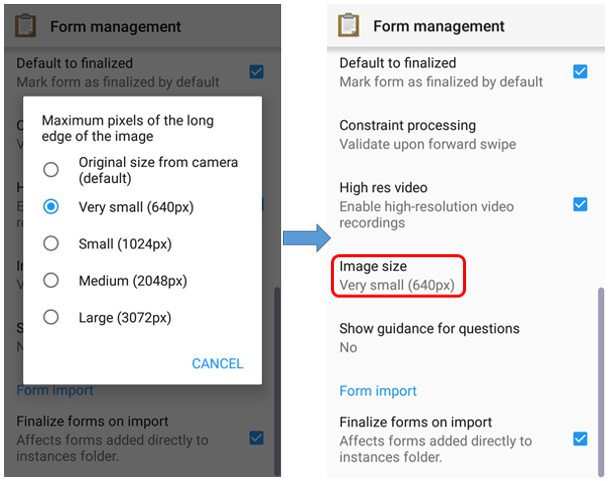 Form management
Default to finalized
Mark form as finalized by default
C
V
Maximum pixels of the long
edge of the image
Original size from camera
(default)
Very small (640px)
Small (1024px)
Medium (2048px)
Large (3072px)
CANCEL
H
En
re
In
V
S
N
Form import
Finalize forms on import
Affects forms added directly to
instances folder.
Form management
Default to finalized
Mark form as finalized by default
Constraint processing
Validate upon forward swipe
High res video
Enable high-resolution video
recordings
Image size
Very small (640px)
Show guidance for questions
No
Form import
Finalize forms on import
Affects forms added directly to
instances folder.